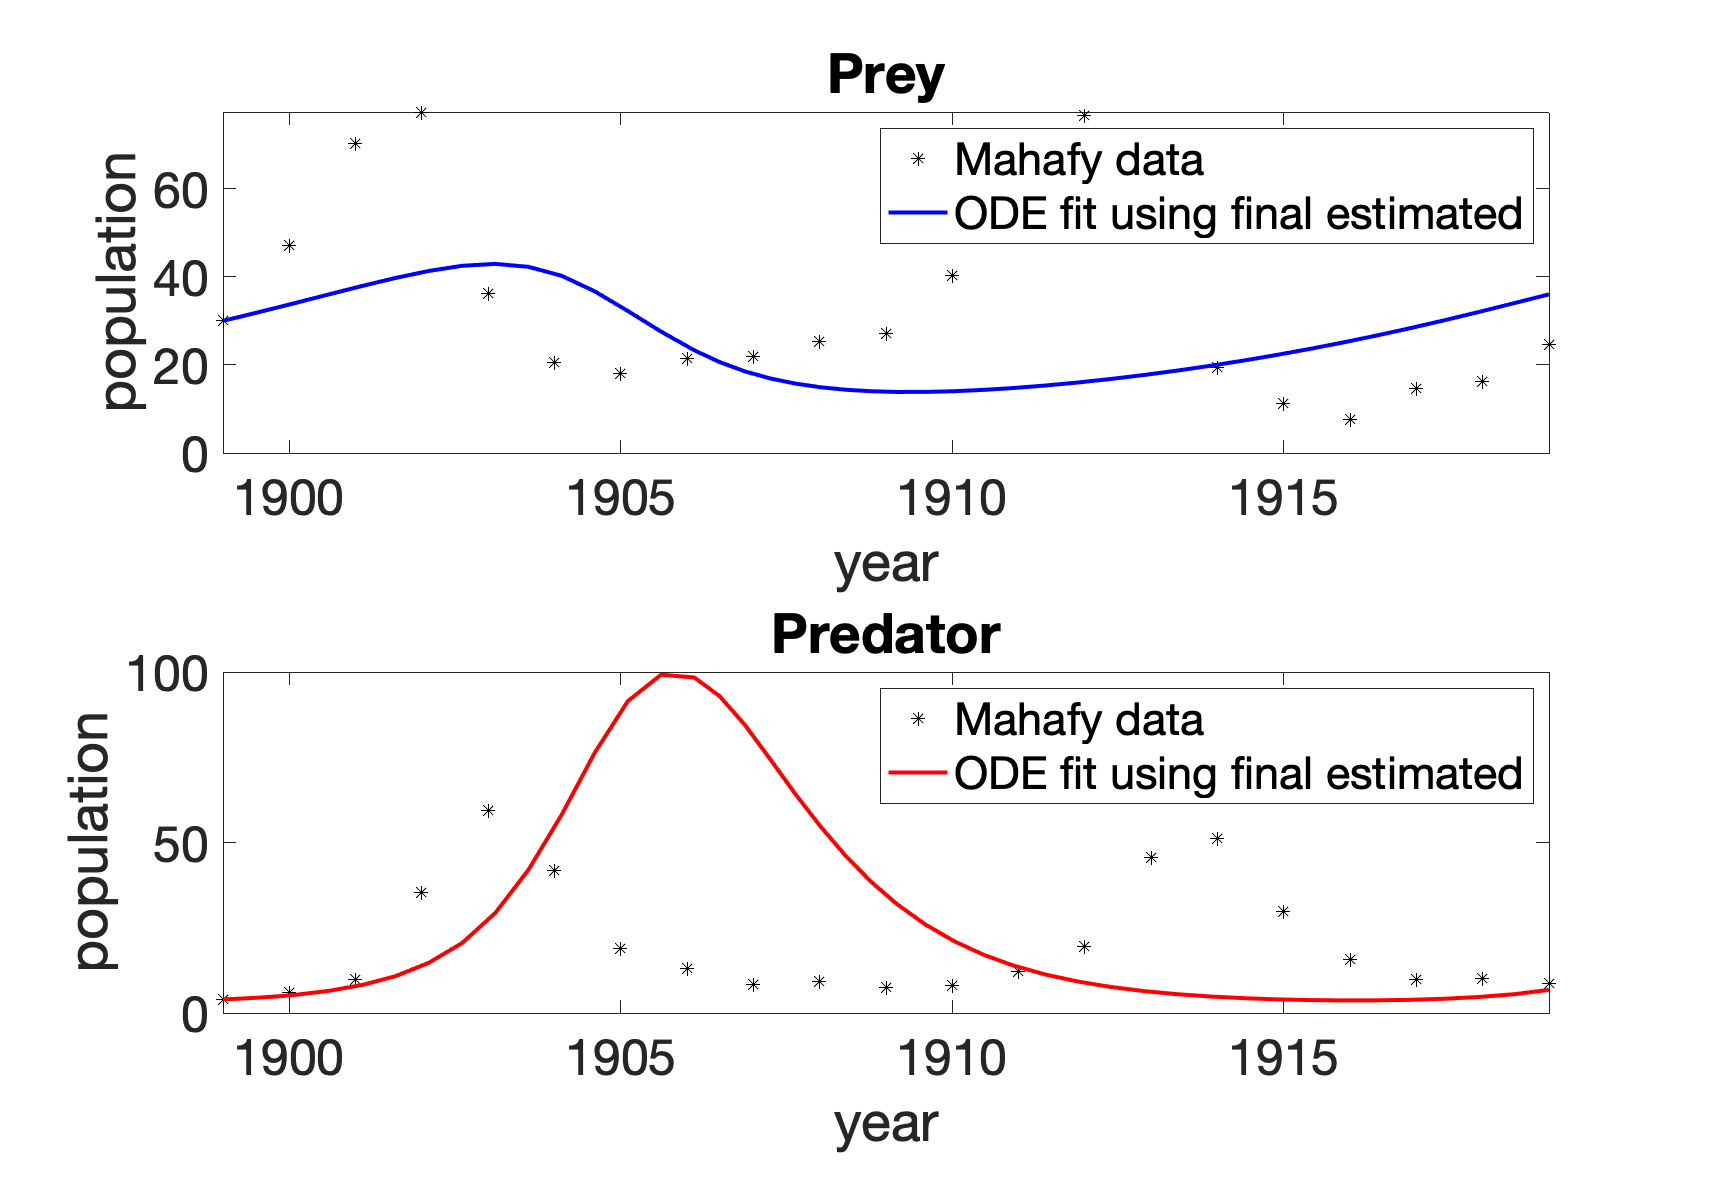 Prey
population
60
40
20
0
Mahafy data
ODE fit using final estimated
1900
1905
1910
1915
year
Predator
population
100
50
0
Mahafy data
ODE fit using final estimated
1900
1905
1910
1915
year